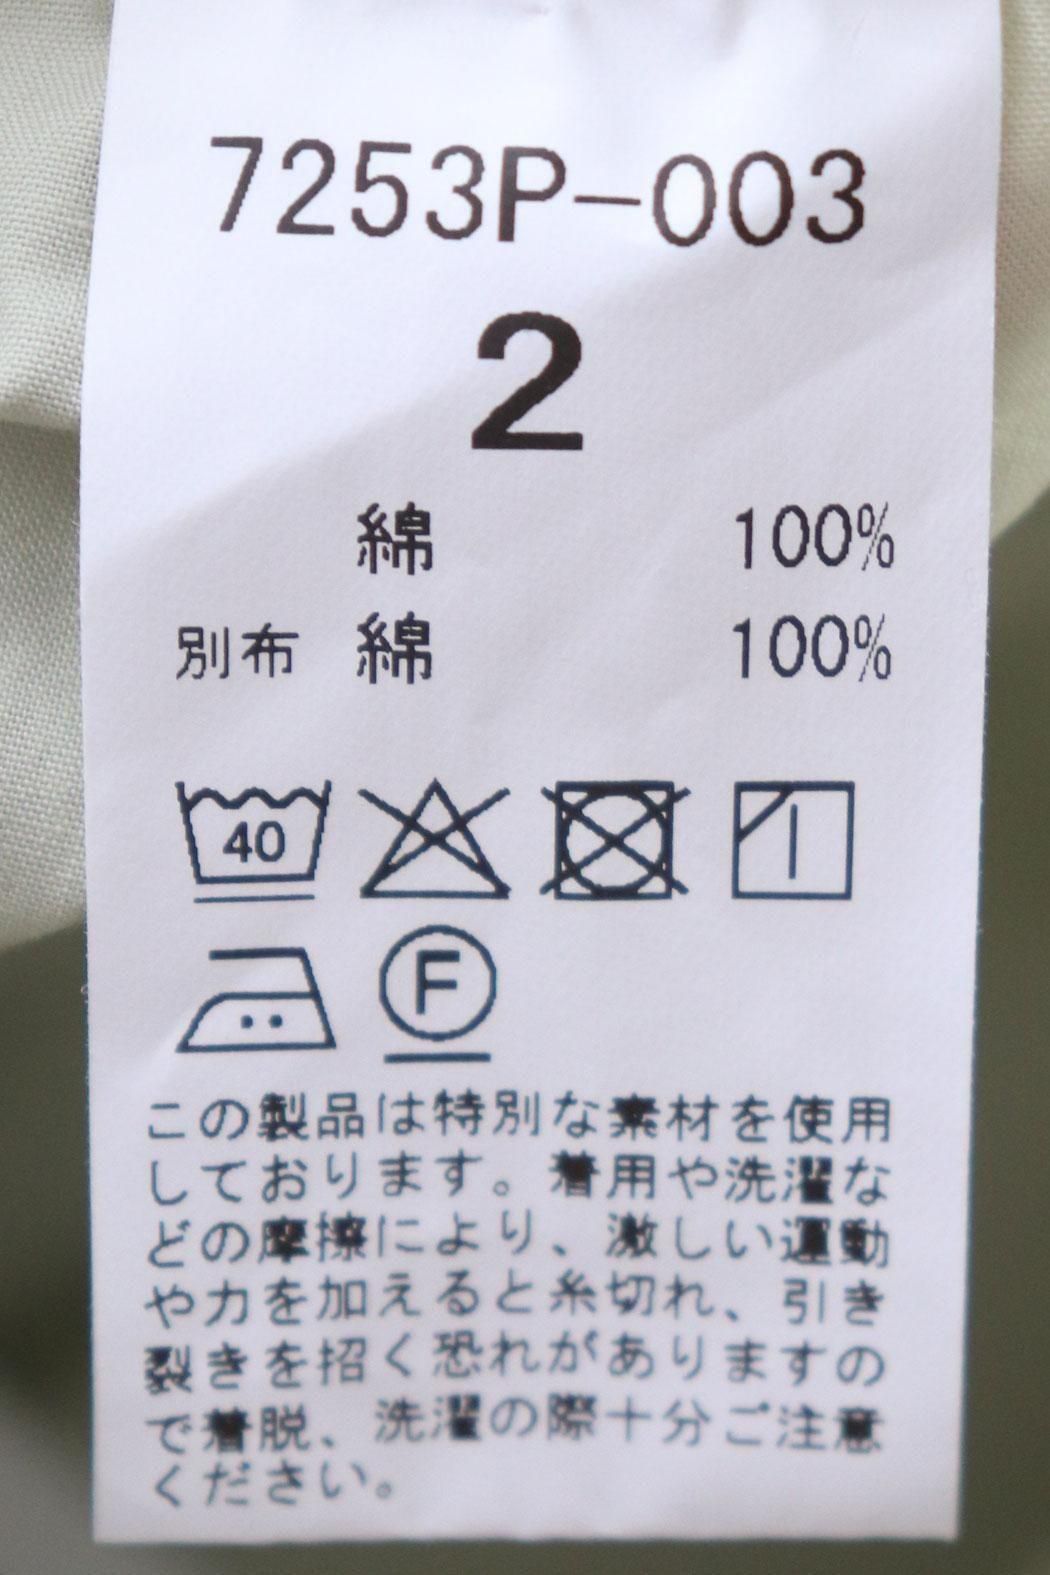 7253P-003
2
綿 100%
別布 綿 100%
40
F
この製品は特別な素材を使用
しております。着用や洗濯な
どの摩擦により、激しい運動
や力を加えると糸切れ、引き
裂きを招く恐れがありますの
で着脱、洗濯の際十分ご注意
ください。